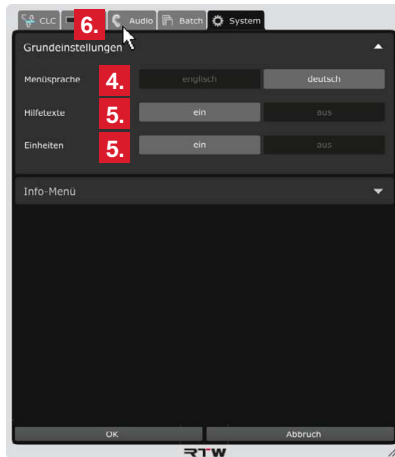 CLC 6. Audio Batch System
Grundeinstellungen
Menüsprache 4. englisch deutsch
Hilfetexte 5. ein aus
Einheiten 5. ein aus
Info-Menü
OK Abbruch
RTW